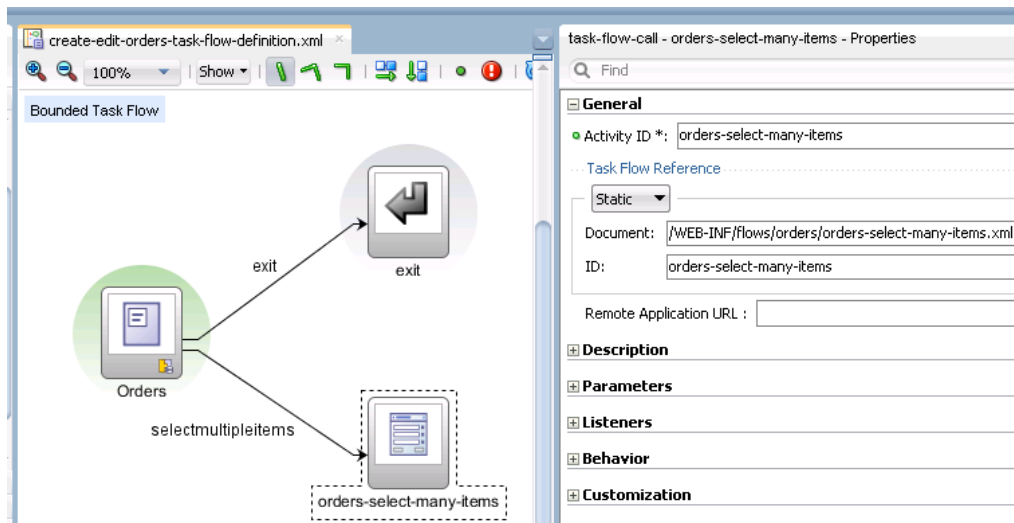 create-edit-orders-task-flow-definition.xml
100%
Show
Bounded Task Flow
exit
exit
Orders
selectmultipleitems
orders-select-many-items
task-flow-call - orders-select-many-items - Properties
Find
General
Activity ID *: orders-select-many-items
Task Flow Reference
Static
Document: /WEB-INF/flows/orders/orders-select-many-items.xml
ID: orders-select-many-items
Remote Application URL :
Description
Parameters
Listeners
Behavior
Customization